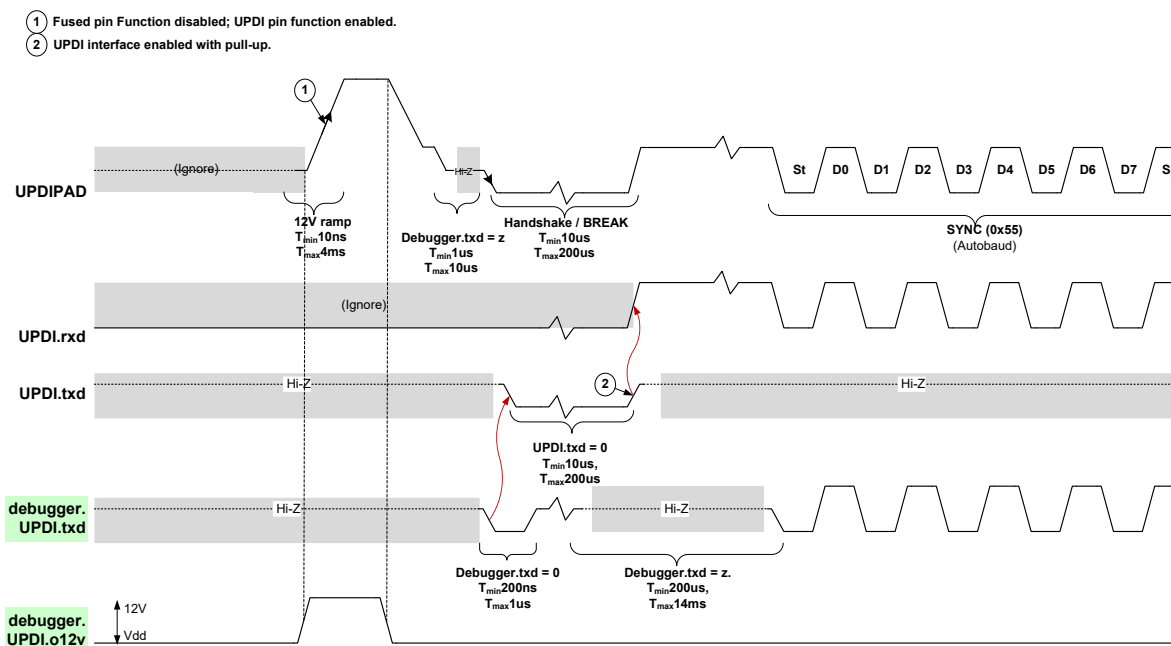 1 Fused pin Function disabled; UPDI pin function enabled.
2 UPDI interface enabled with pull-up.
1
(Ignore)
Hi-Z
UPDIPAD
St D0 D1 D2 D3 D4 D5 D6 D7 S
12V ramp
Tmin10ns
Tmax4ms
Debugger.txd = z
Tmin1us
Tmax10us
Handshake / BREAK
Tmin10us
Tmax200us
SYNC (0x55)
(Autobaud)
(Ignore)
UPDI.rxd
Hi-Z
2
Hi-Z
UPDI.txd
UPDI.txd = 0
Tmin10us,
Tmax200us
debugger.
UPDI.txd
Hi-Z
Hi-Z
Debugger.txd = 0
Tmin200ns
Tmax1us
Debugger.txd = z.
Tmin200us,
Tmax14ms
debugger.
UPDI.o12v
12V
Vdd